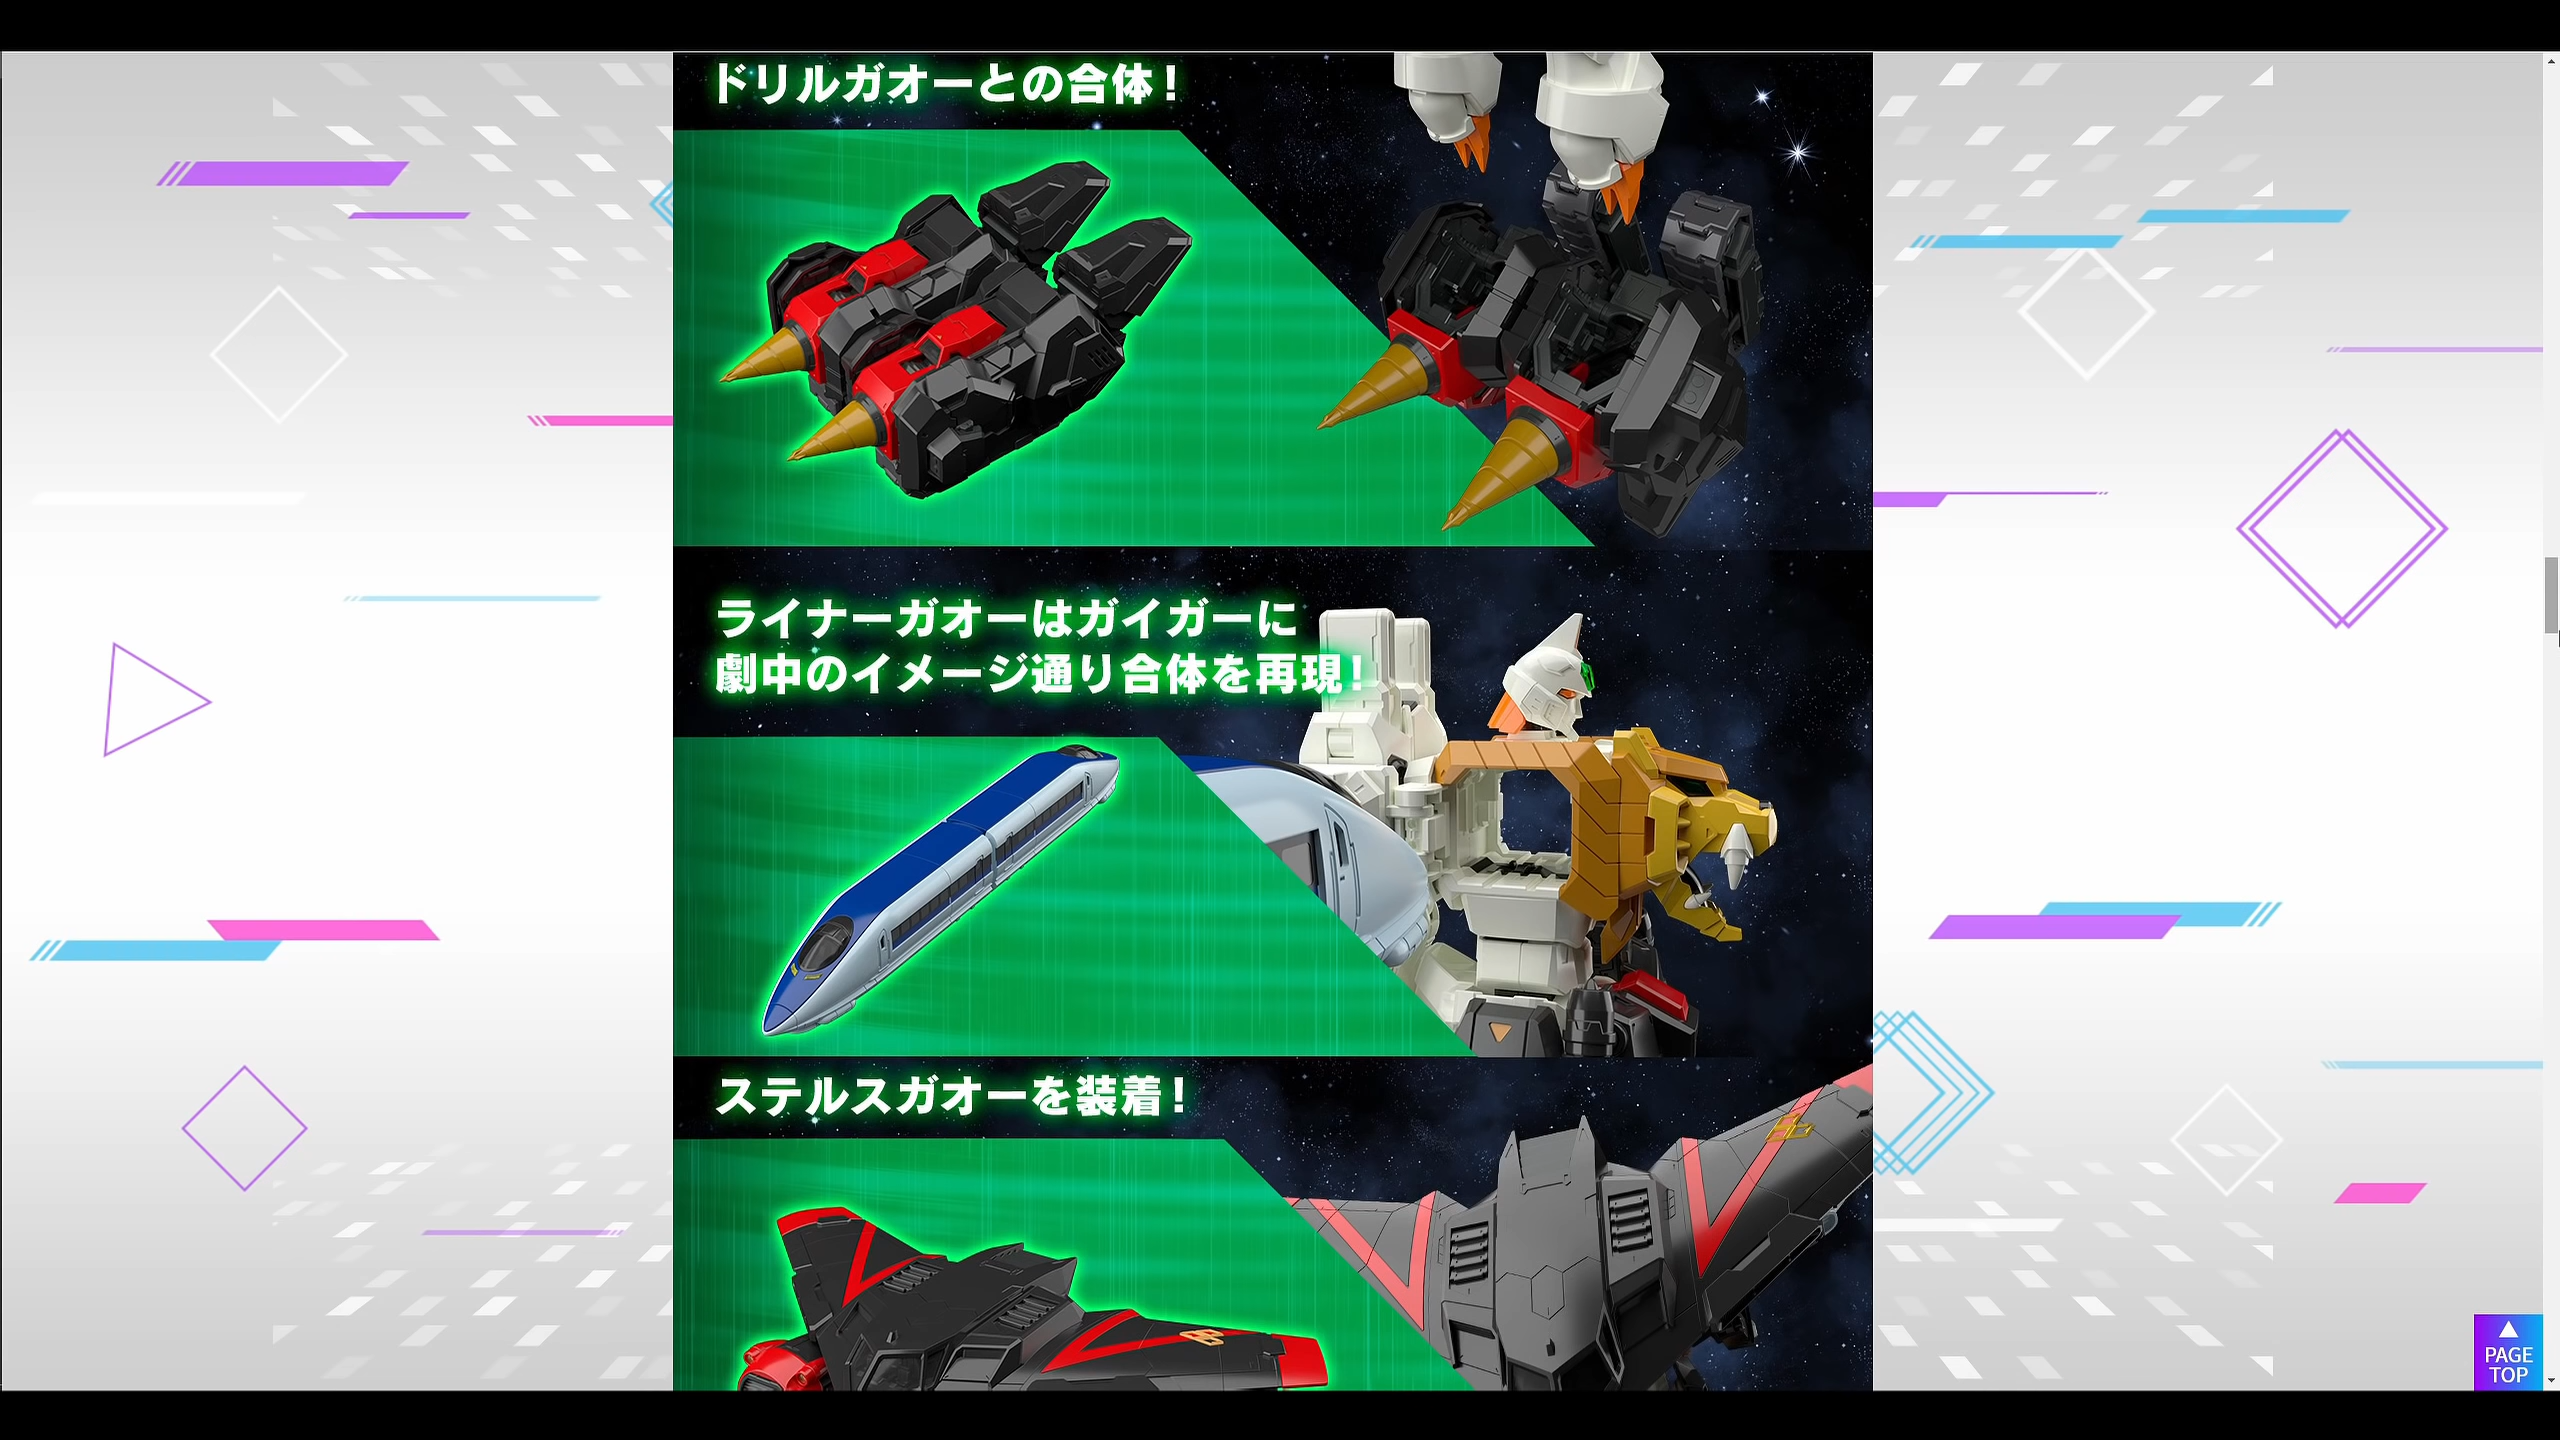 ドリルガオーとの合体！
ライナーガオーはガイガーに
劇中のイメージ通り合体を再現！
ステルスガオーを装着！
PAGE
TOP